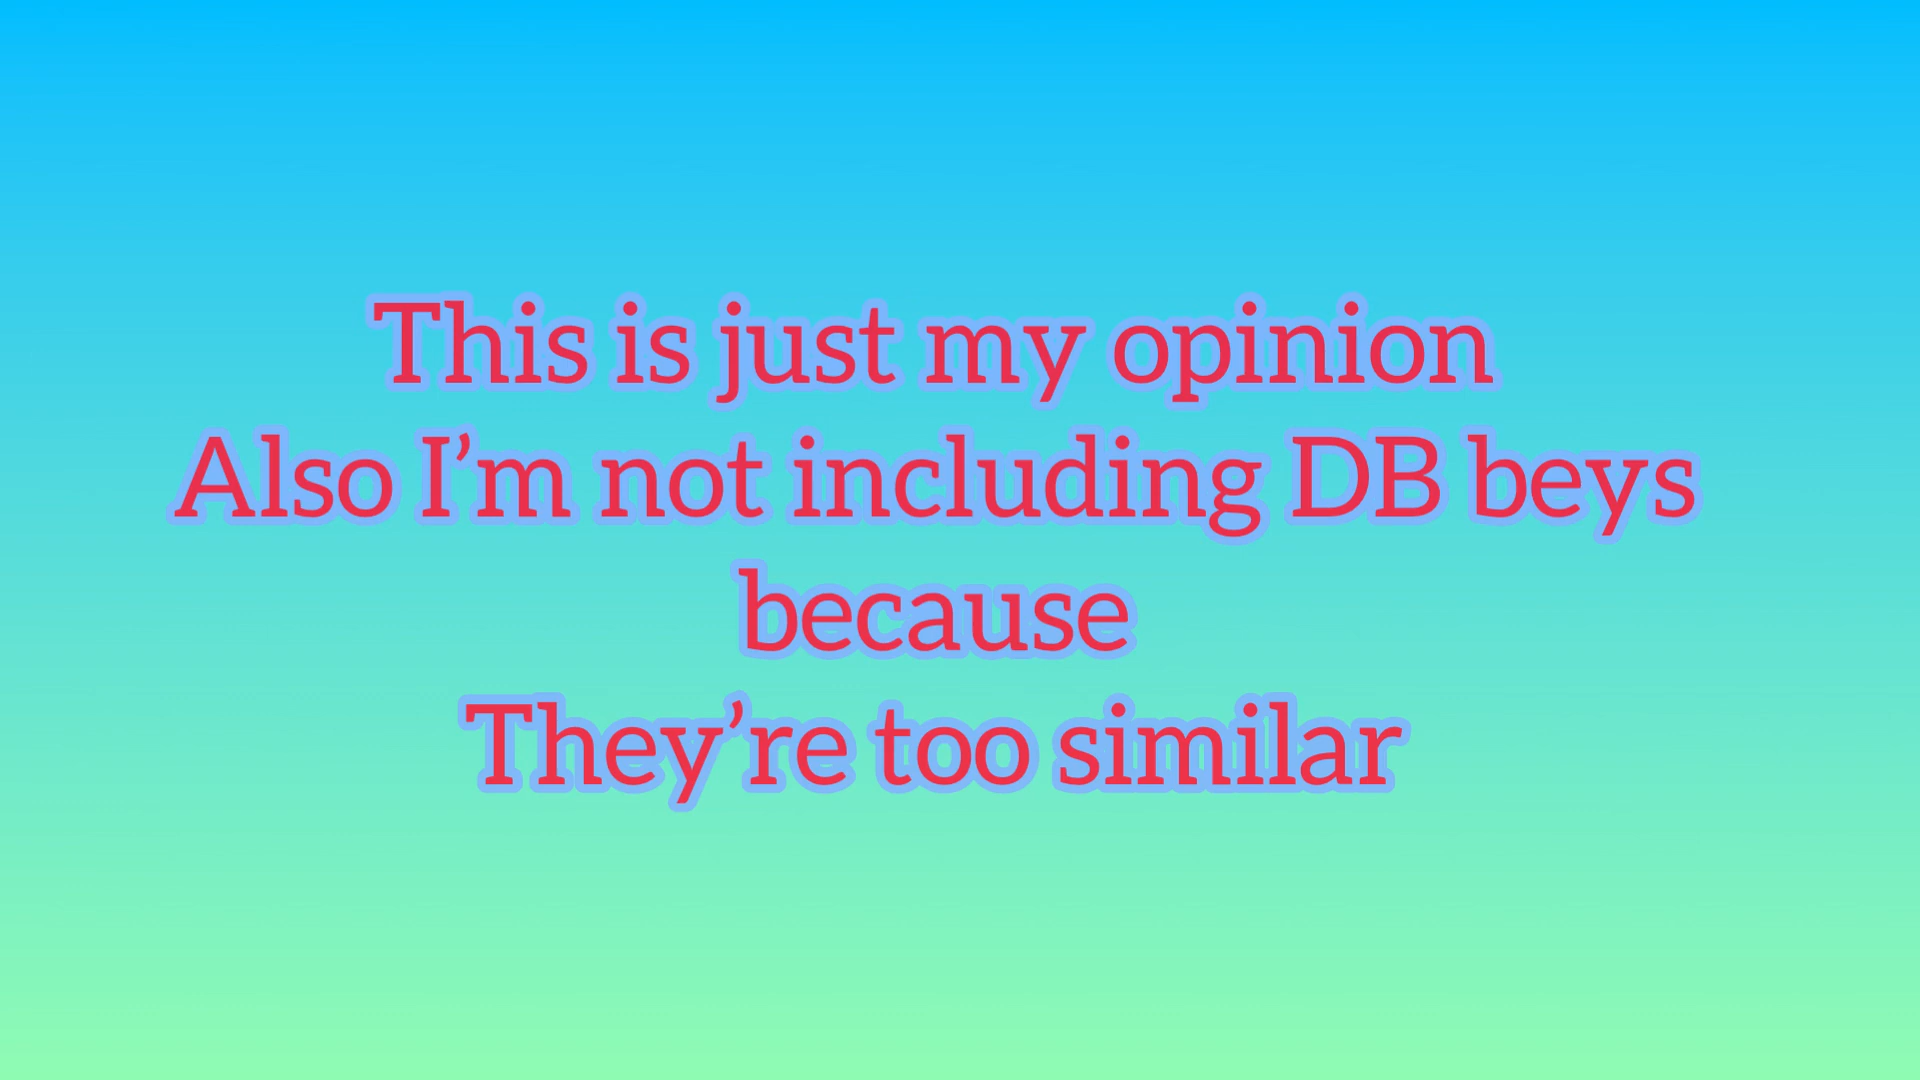 This is just my opinion
Also I’m not including DB beys
because
They’re too similar